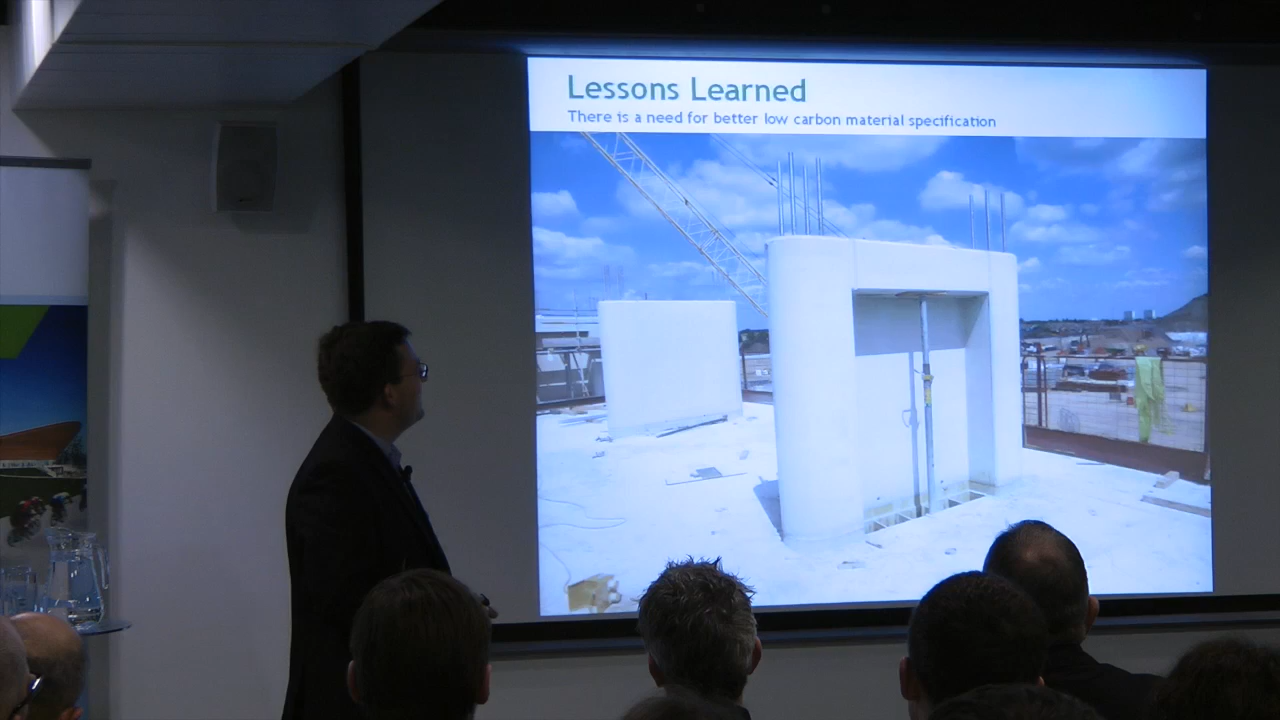 Lessons Learned
There is a need for better low carbon material specification